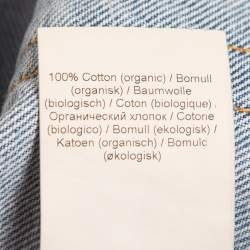 100% Cotton (organic) / Bomull
(organisk) / Baumwolle
(biologisch) / Coton (biologique) .
Органический хлопок / Cotone
(biologico) / Bomull (ekologisk) /
Katoen (organisch) / Bomulc
(økologisk)